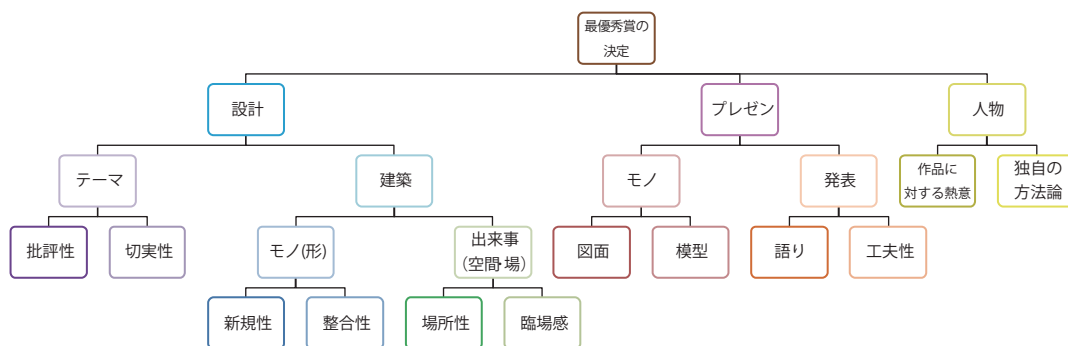 最優秀賞の
決定
設計
プレゼン
人物
テーマ
建築
モノ
発表
作品に
対する熱意
独自の
方法論
批評性
切実性
モノ(形)
出来事
（空間・場）
図面
模型
語り
工夫性
新規性
整合性
場所性
臨場感